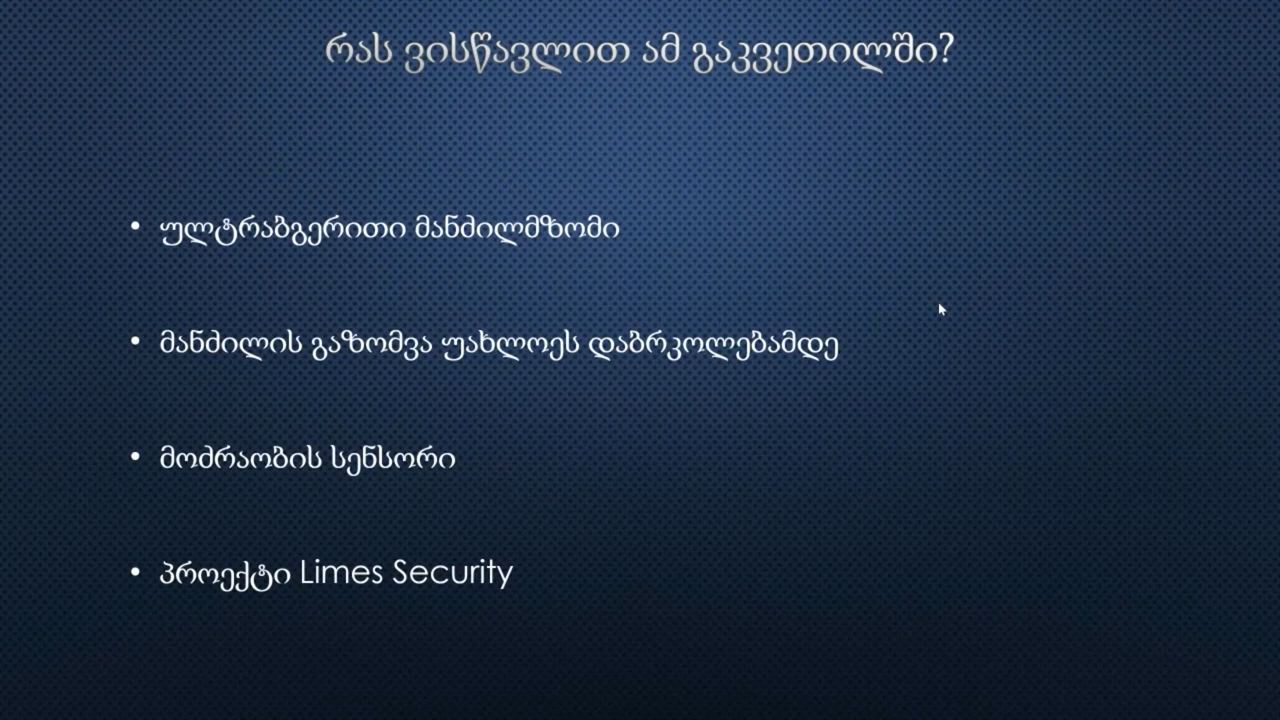 რას ვისწავლით ამ გაკვეთილში?
• ულტრაბგერითი მანძილმზომი
• მანძილის გაზომვა უახლოეს დაბრკოლებამდე
• მოძრაობის სენსორი
• პროექტი Limes Security